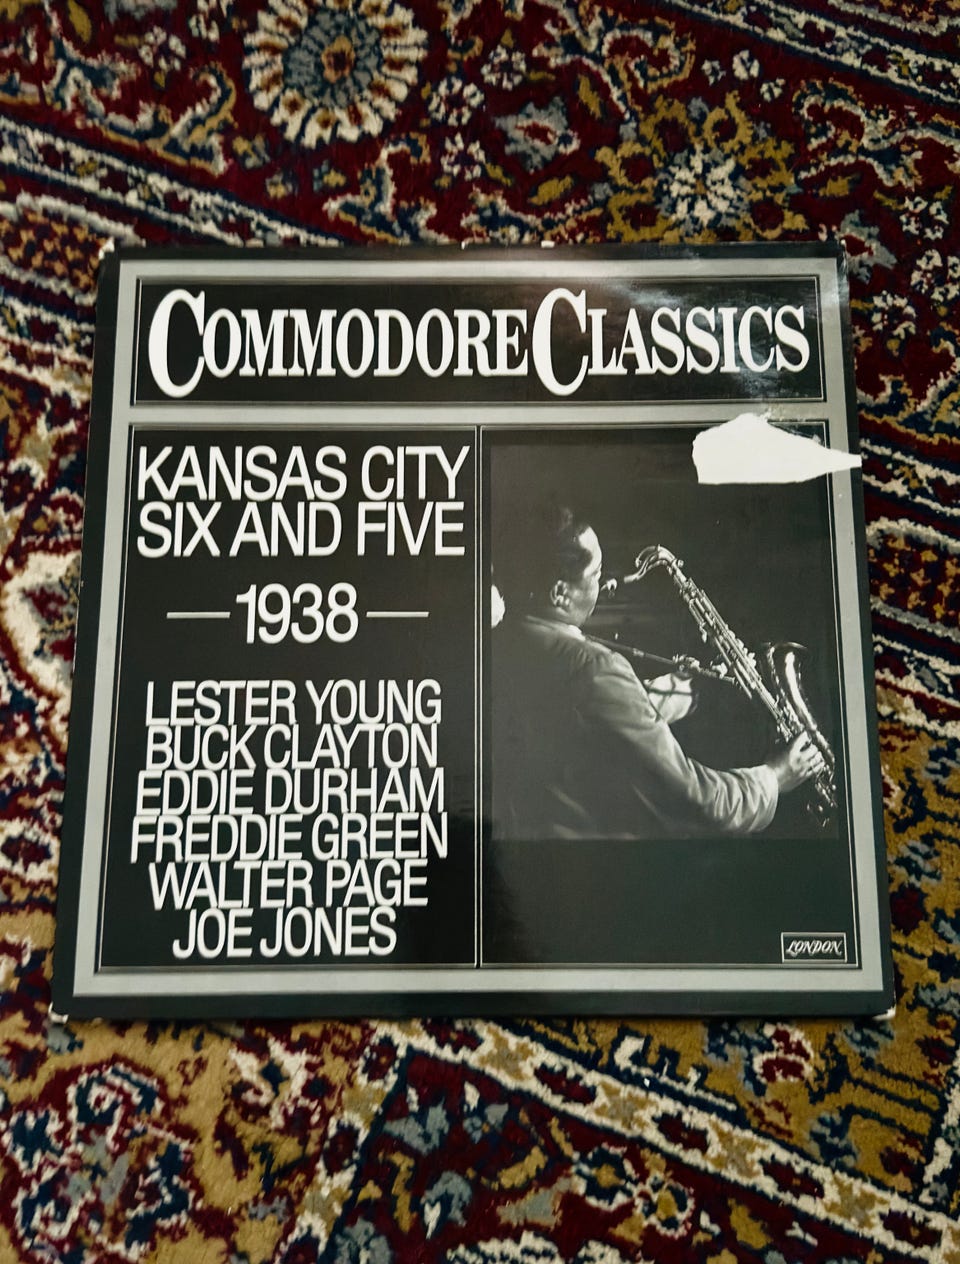 COMMODORE CLASSICS
KANSAS CITY
SIX AND FIVE
—1938—
LESTER YOUNG
BUCK CLAYTON
EDDIE DURHAM
FREDDIE GREEN
WALTER PAGE
JOE JONES
LONDON